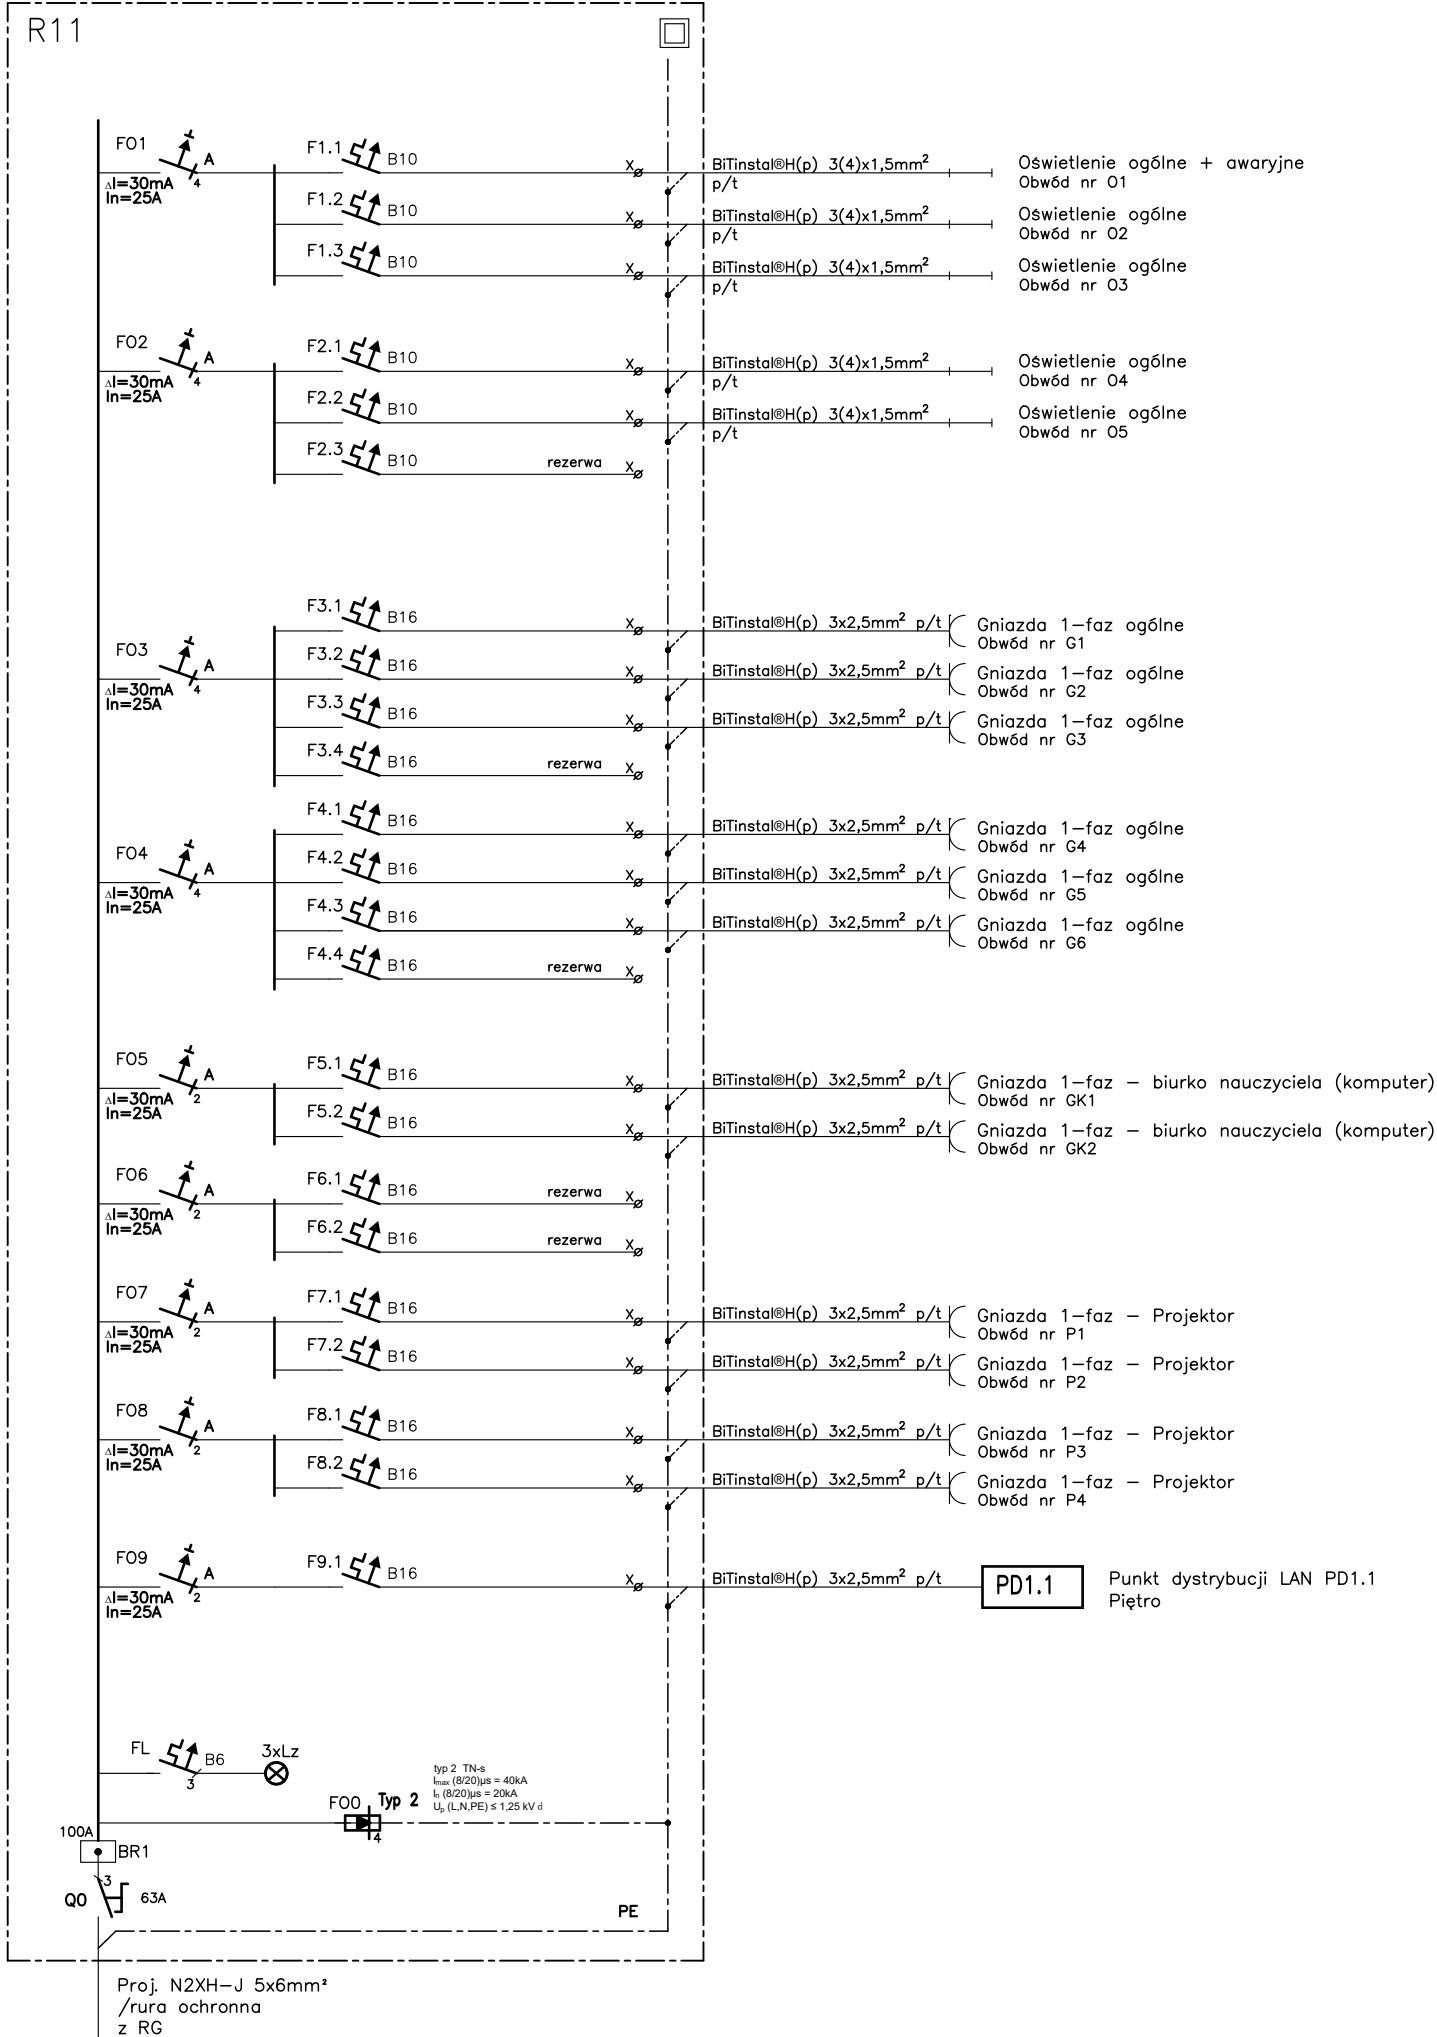 R11
FO1
A
4
ΔI=30mA
In=25A
F1.1
B10
X
BiTinstal®H(p) 3(4)x1,5mm²
p/t
Oświetlenie ogólne + awaryjne
Obwód nr O1
F1.2
B10
X
BiTinstal®H(p) 3(4)x1,5mm²
p/t
Oświetlenie ogólne
Obwód nr O2
F1.3
B10
X
BiTinstal®H(p) 3(4)x1,5mm²
p/t
Oświetlenie ogólne
Obwód nr O3
FO2
A
4
ΔI=30mA
In=25A
F2.1
B10
X
BiTinstal®H(p) 3(4)x1,5mm²
p/t
Oświetlenie ogólne
Obwód nr O4
F2.2
B10
X
BiTinstal®H(p) 3(4)x1,5mm²
p/t
Oświetlenie ogólne
Obwód nr O5
F2.3
B10
rezerwa
X
F3.1
B16
X
BiTinstal®H(p) 3x2,5mm² p/t
Gniazda 1-faz ogólne
Obwód nr G1
FO3
A
4
ΔI=30mA
In=25A
F3.2
B16
X
BiTinstal®H(p) 3x2,5mm² p/t
Gniazda 1-faz ogólne
Obwód nr G2
F3.3
B16
X
BiTinstal®H(p) 3x2,5mm² p/t
Gniazda 1-faz ogólne
Obwód nr G3
F3.4
B16
rezerwa
X
F4.1
B16
X
BiTinstal®H(p) 3x2,5mm² p/t
Gniazda 1-faz ogólne
Obwód nr G4
FO4
A
4
ΔI=30mA
In=25A
F4.2
B16
X
BiTinstal®H(p) 3x2,5mm² p/t
Gniazda 1-faz ogólne
Obwód nr G5
F4.3
B16
X
BiTinstal®H(p) 3x2,5mm² p/t
Gniazda 1-faz ogólne
Obwód nr G6
F4.4
B16
rezerwa
X
FO5
A
2
ΔI=30mA
In=25A
F5.1
B16
X
BiTinstal®H(p) 3x2,5mm² p/t
Gniazda 1-faz - biurko nauczyciela (komputer)
Obwód nr GK1
F5.2
B16
X
BiTinstal®H(p) 3x2,5mm² p/t
Gniazda 1-faz - biurko nauczyciela (komputer)
Obwód nr GK2
FO6
A
2
ΔI=30mA
In=25A
F6.1
B16
rezerwa
X
F6.2
B16
rezerwa
X
FO7
A
2
ΔI=30mA
In=25A
F7.1
B16
X
BiTinstal®H(p) 3x2,5mm² p/t
Gniazda 1-faz - Projektor
Obwód nr P1
F7.2
B16
X
BiTinstal®H(p) 3x2,5mm² p/t
Gniazda 1-faz - Projektor
Obwód nr P2
FO8
A
2
ΔI=30mA
In=25A
F8.1
B16
X
BiTinstal®H(p) 3x2,5mm² p/t
Gniazda 1-faz - Projektor
Obwód nr P3
F8.2
B16
X
BiTinstal®H(p) 3x2,5mm² p/t
Gniazda 1-faz - Projektor
Obwód nr P4
FO9
A
2
ΔI=30mA
In=25A
F9.1
B16
X
BiTinstal®H(p) 3x2,5mm² p/t
PD1.1
Punkt dystrybucji LAN PD1.1
Piętro
FL
B6
3
3xLz
FOO
Typ 2
4
typ 2 TN-s
Imax (8/20)µs = 40kA
In (8/20)µs = 20kA
Up (L,N,PE) ≤ 1,25 kV d
100A
BR1
3
Q0
63A
PE
Proj. N2XH-J 5x6mm²
/rura ochronna
z RG